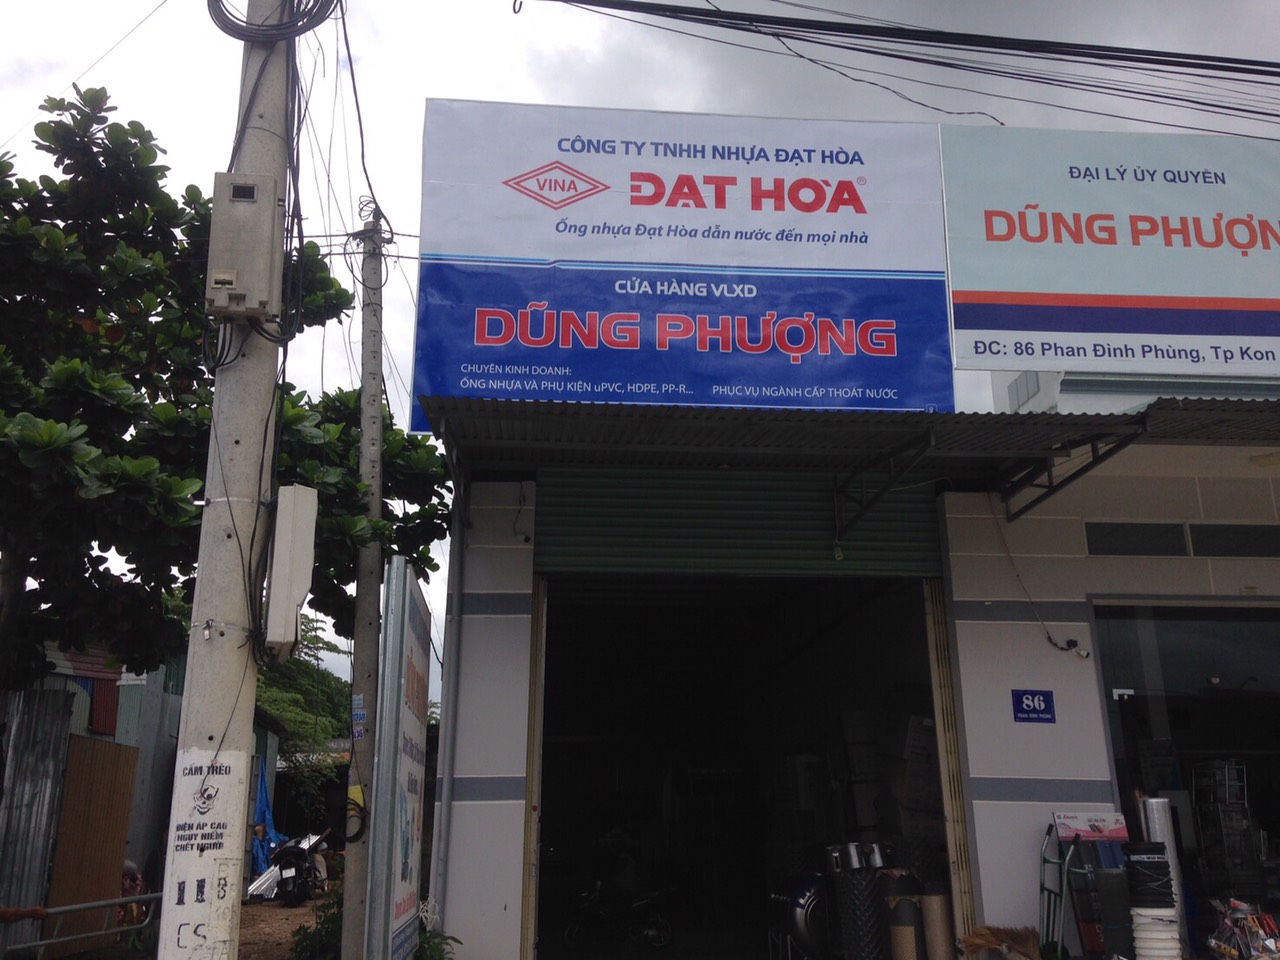 CÔNG TY TNHH NHỰA ĐẠT HÒA
VINA
ĐẠT HÒA®
Ống nhựa Đạt Hòa dẫn nước đến mọi nhà
CỬA HÀNG VLXD
DŨNG PHƯỢNG
CHUYÊN KINH DOANH:
ỐNG NHỰA VÀ PHỤ KIỆN uPVC, HDPE, PP-R... PHỤC VỤ NGÀNH CẤP THOÁT NƯỚC
ĐẠI LÝ ỦY QUYỀN
DŨNG PHƯỢN
ĐC: 86 Phan Đình Phùng, Tp Kon
86
PHAN ĐÌNH PHÙNG
CẤM TRÈO
ĐIỆN ÁP CAO
NGUY HIỂM
CHẾT NGƯỜI